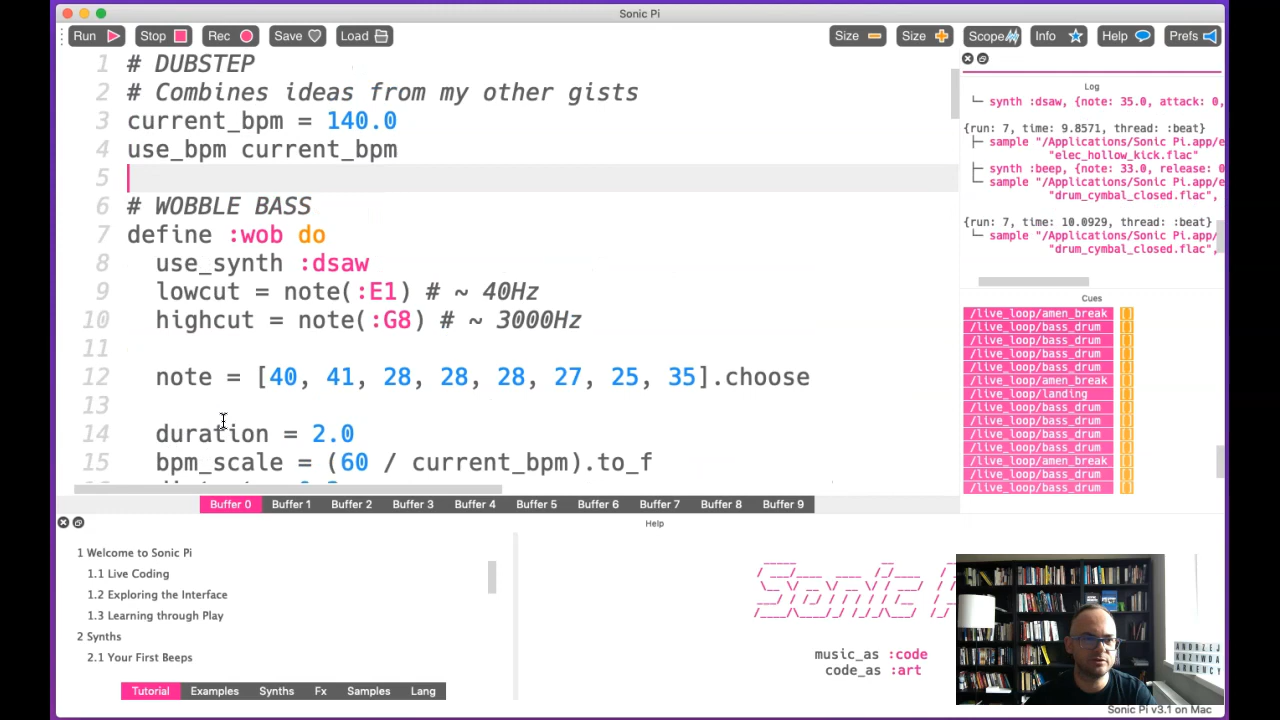 Sonic Pi
Run
Stop
Rec
Save
Load
Size
Size
Scope
Info
Help
Prefs
1 # DUBSTEP
2 # Combines ideas from my other gists
3 current_bpm = 140.0
4 use_bpm current_bpm
5
6 # WOBBLE BASS
7 define :wob do
8 use_synth :dsaw
9 lowcut = note(:E1) # ~ 40Hz
10 highcut = note(:G8) # ~ 3000Hz
11
12 note = [40, 41, 28, 28, 28, 27, 25, 35].choose
13
14 duration = 2.0
15 bpm_scale = (60 / current_bpm).to_f
Log
synth :dsaw, {note: 35.0, attack: 0,
{run: 7, time: 9.8571, thread: :beat}
sample "/Applications/Sonic Pi.app/e
"elec_hollow_kick.flac"
synth :beep, {note: 33.0, release: 0
sample "/Applications/Sonic Pi.app/e
"drum_cymbal_closed.flac",
{run: 7, time: 10.0929, thread: :beat}
sample "/Applications/Sonic Pi.app/
"drum_cymbal_closed.flac",
Cues
/live_loop/amen_break []
/live_loop/bass_drum []
/live_loop/bass_drum []
/live_loop/bass_drum []
/live_loop/bass_drum []
/live_loop/amen_break []
/live_loop/landing []
/live_loop/bass_drum []
/live_loop/bass_drum []
/live_loop/bass_drum []
/live_loop/bass_drum []
/live_loop/amen_break []
/live_loop/bass_drum []
/live_loop/bass_drum []
Buffer 0
Buffer 1
Buffer 2
Buffer 3
Buffer 4
Buffer 5
Buffer 6
Buffer 7
Buffer 8
Buffer 9
Help
1 Welcome to Sonic Pi
1.1 Live Coding
1.2 Exploring the Interface
1.3 Learning through Play
2 Synths
2.1 Your First Beeps
Tutorial
Examples
Synths
Fx
Samples
Lang
Sonic
music_as :code
code_as :art
ANDRZEJ
KRZYWDA
ARKENCY
Sonic Pi v3.1 on Mac